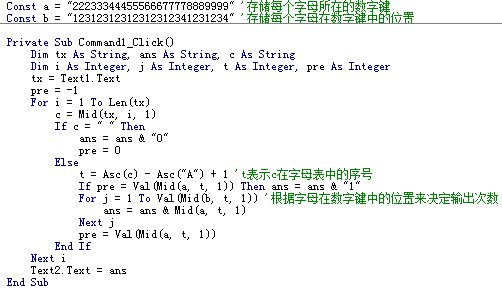 Const a = "22233344455566677778889999" '存储每个字母所在的数字键
Const b = "12312312312312312341231234" '存储每个字母在数字键中的位置
Private Sub Command1_Click()
Dim tx As String, ans As String, c As String
Dim i As Integer, j As Integer, t As Integer, pre As Integer
tx = Text1.Text
pre = -1
For i = 1 To Len(tx)
c = Mid(tx, i, 1)
If c = " " Then
ans = ans & "0"
pre = 0
Else
t = Asc(c) - Asc("A") + 1 't表示c在字母表中的序号
If pre = Val(Mid(a, t, 1)) Then ans = ans & "1"
For j = 1 To Val(Mid(b, t, 1)) '根据字母在数字键中的位置来决定输出次数
ans = ans & Mid(a, t, 1)
Next j
pre = Val(Mid(a, t, 1))
End If
Next i
Text2.Text = ans
End Sub